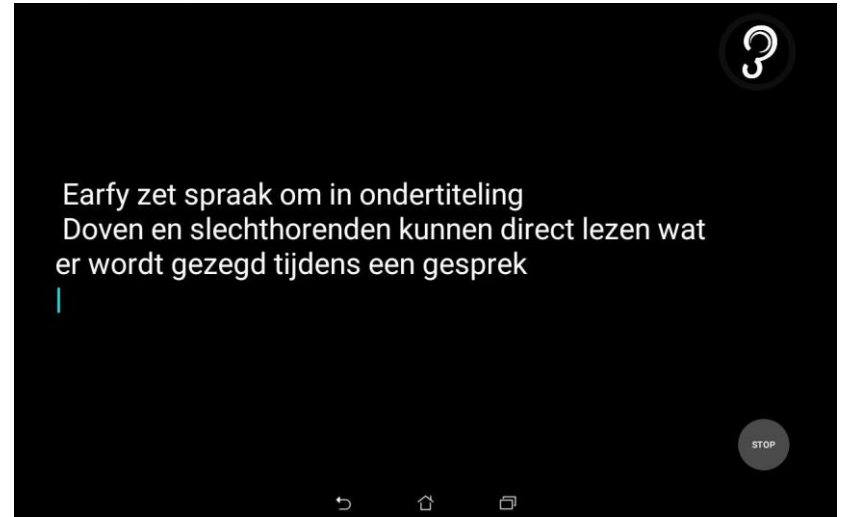 Earfy zet spraak om in ondertiteling
Doven en slechthorenden kunnen direct lezen wat
er wordt gezegd tijdens een gesprek
STOP